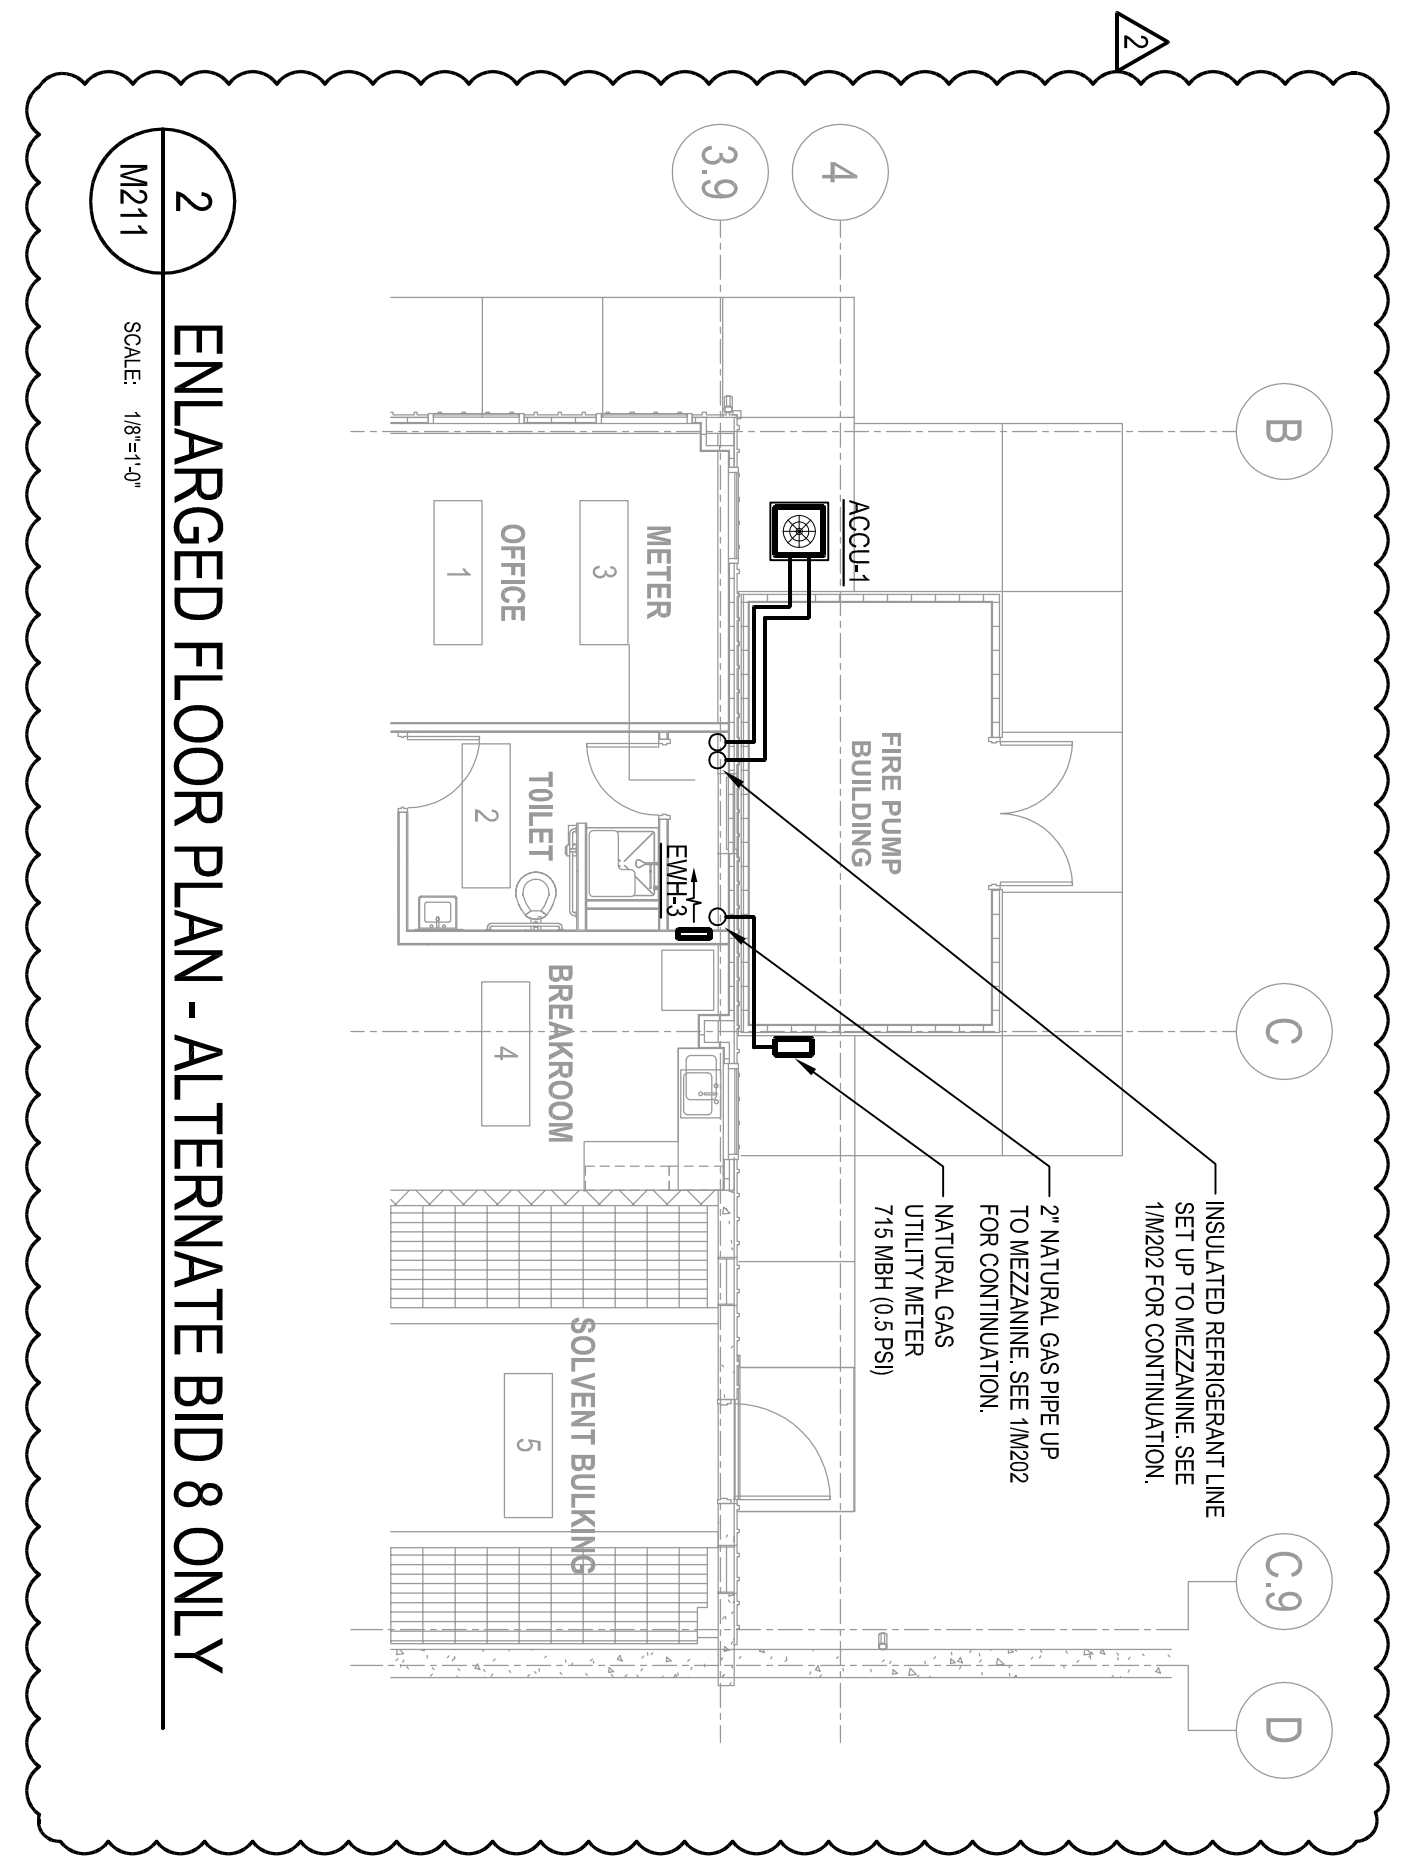 2
B
C
C.9
D
INSULATED REFRIGERANT LINE
SET UP TO MEZZANINE. SEE
1/M202 FOR CONTINUATION.
2" NATURAL GAS PIPE UP
TO MEZZANINE. SEE 1/M202
FOR CONTINUATION.
NATURAL GAS
UTILITY METER
715 MBH (0.5 PSI)
4
ACCU-1
FIRE PUMP
BUILDING
3.9
EWH-3
METER
3
OFFICE
1
TOILET
2
BREAKROOM
4
SOLVENT BULKING
5
2
M211
ENLARGED FLOOR PLAN - ALTERNATE BID 8 ONLY
SCALE: 1/8"=1'-0"